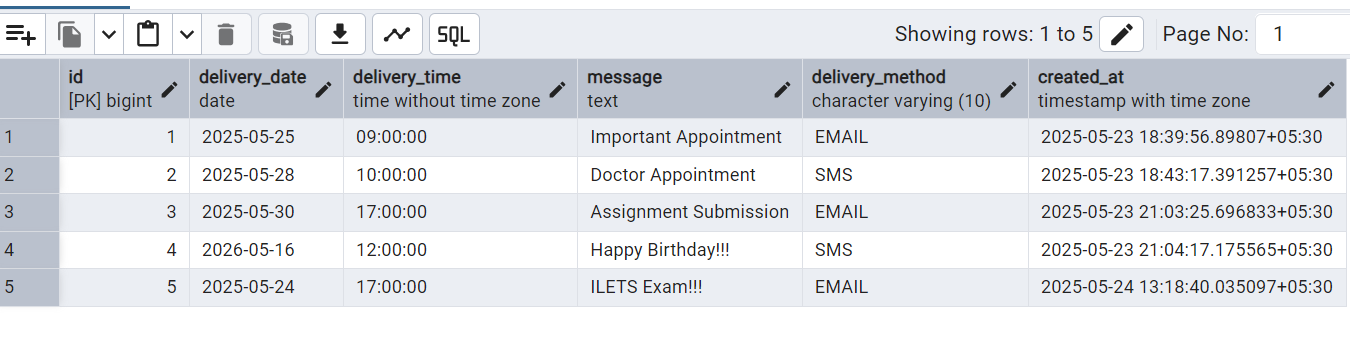 SQL Showing rows: 1 to 5 Page No: 1
id delivery_date delivery_time message delivery_method created_at
[PK] bigint date time without time zone text character varying (10) timestamp with time zone
1 1 2025-05-25 09:00:00 Important Appointment EMAIL 2025-05-23 18:39:56.89807+05:30
2 2 2025-05-28 10:00:00 Doctor Appointment SMS 2025-05-23 18:43:17.391257+05:30
3 3 2025-05-30 17:00:00 Assignment Submission EMAIL 2025-05-23 21:03:25.696833+05:30
4 4 2026-05-16 12:00:00 Happy Birthday!!! SMS 2025-05-23 21:04:17.175565+05:30
5 5 2025-05-24 17:00:00 ILETS Exam!!! EMAIL 2025-05-24 13:18:40.035097+05:30